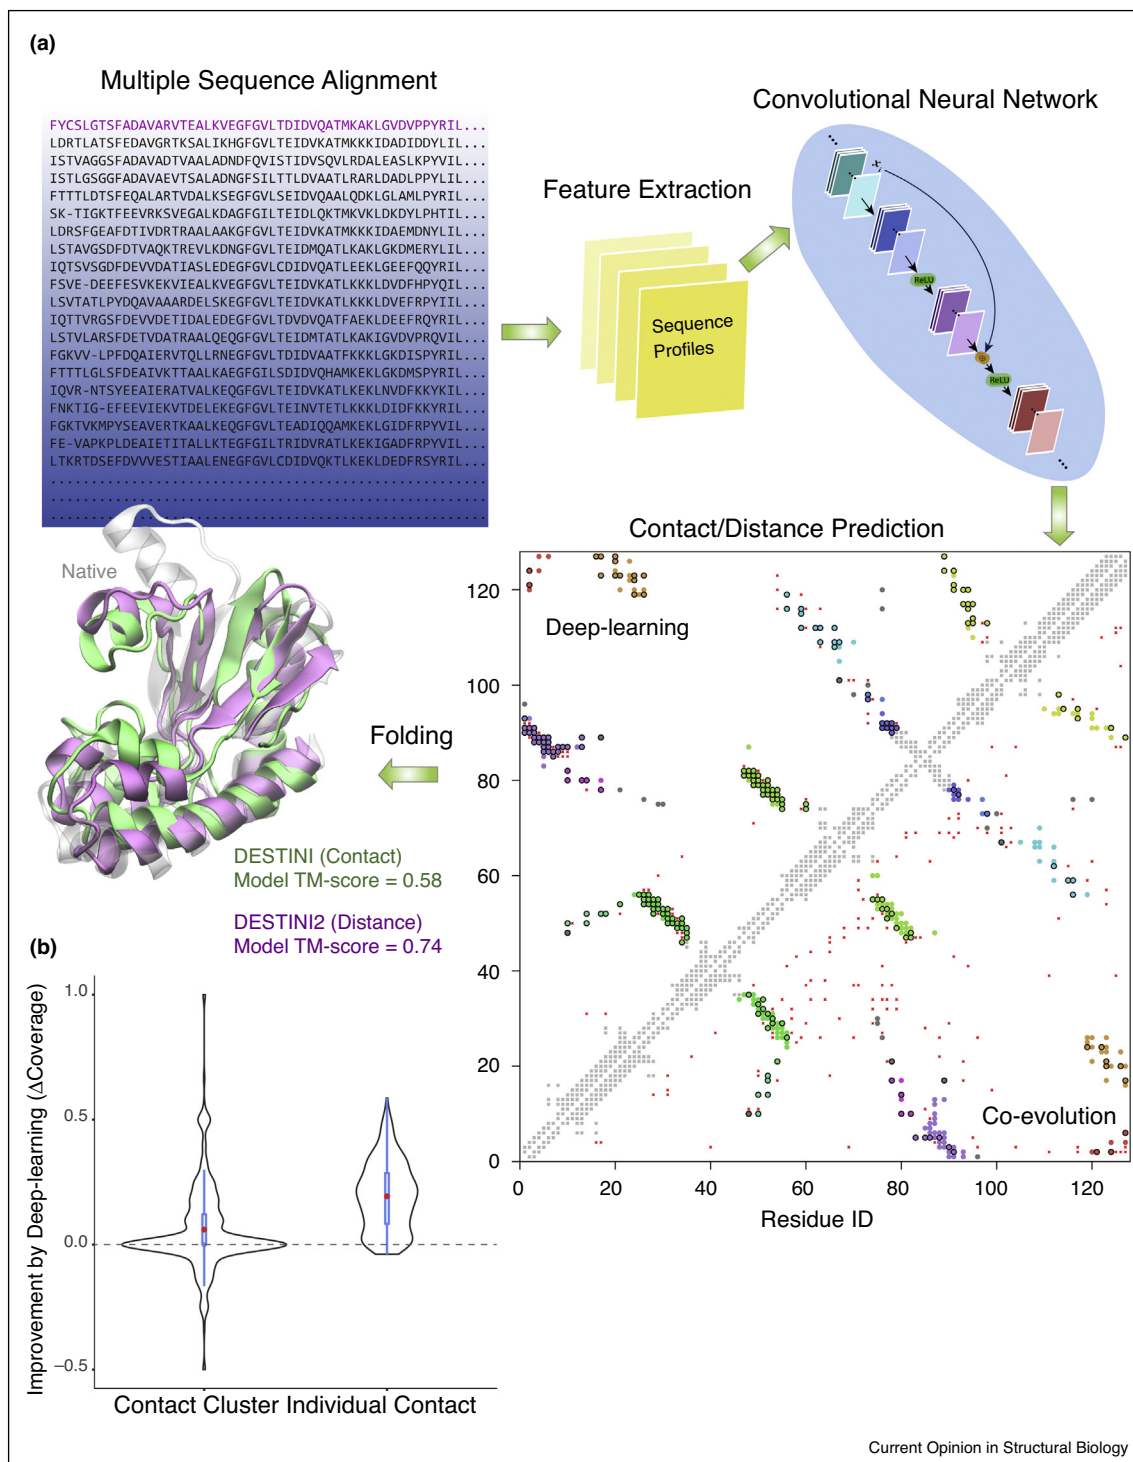 (a)
Multiple Sequence Alignment
FYCSLGTSFADAVARVTEALKVEGFGVLTDIDVQATMKAKLGVDVPPYRIL...
LDRTLATSFEDAVGRTKSALIKHGFGVLTEIDVKATMKKKIDADIDDYLIL...
ISTVAGGSFADAVADTVAALADNDFQVISTIDVSQVLRDALEASLKPYVIL...
ISTLGSGGFADAVAEVTSALADNGFSILTTLDVAATLRARLDADLPPYLIL...
FTTTLDTSFEQALARTVDALKSEGFGVLSEIDVQAALQDKLGLAMLPYRIL...
SK-TIGKTFEEVRKSVEGALKDAGFGILTEIDLQKTMKVKLDKDYLPHTIL...
LDRSFGEAFDTIVDRTRAALAAKGFGVLTEIDVKATMKKKIDAEMDNYLIL...
LSTAVGSDFDTVAQKTREVLKDNGFGVLTEIDMQATLKAKLGKDMERYLIL...
IQTSVSGDFDEVVDATIASLEDEGFGVLCDIDVQATLEEKLGEEFQQYRIL...
FSVE-DEEFESVKEKVIEALKEVGFGVLTEIDVKATLKKKLDVDFHPYQIL...
LSVTATLPYDQAVAAARDELSKEGFGVLTEIDVKATLKKKLDVEFRPYIIL...
IQTTVRGSFDEVVDETIDALEDEGFGVLTDVDVQATFAEKLDEEFRQYRIL...
LSTVLARSFDETVDATRAALQEQGFGVLTEIDMTATLKAKIGVDVPRQVIL...
FGKVV-LPFDQAIERVTQLLRNEGFGVLTDIDVAATFKKKLGKDISPYRIL...
FTTTLGLSFDEAIVKTTAALKAEGFGILSDIDVQHAMKEKLGKDMSPYRIL...
IQVR-NTSYEEAIERATVALKEQGFGVLTEIDVKATLKEKLNVDFKKYKIL...
FNKTIG-EFEEVIEKVTDELEKEGFGVLTEINVTETLKKKLDIDFKKYRIL...
FGKTVKMPYSEAVERTKAALKEQGFGVLTEADIQQAMKEKLGIDFRPYVIL...
FE-VAPKPLDEAIETITALLKTEGFGILTRIDVRATLKEKIGADFRPYVIL...
LTKRTDSEFDVVVESTIAALENEGFGVLCDIDVQKTLKEKLDEDFRSYRIL...
Feature Extraction
Sequence
Profiles
Convolutional Neural Network
x
ReLU
ReLU
Contact/Distance Prediction
120
100
80
60
40
20
0
Deep-learning
Co-evolution
0 20 40 60 80 100 120
Residue ID
Folding
Native
DESTINI (Contact)
Model TM-score = 0.58
DESTINI2 (Distance)
Model TM-score = 0.74
(b)
Improvement by Deep-learning (ΔCoverage)
1.0
0.5
0.0
−0.5
Contact Cluster Individual Contact
Current Opinion in Structural Biology